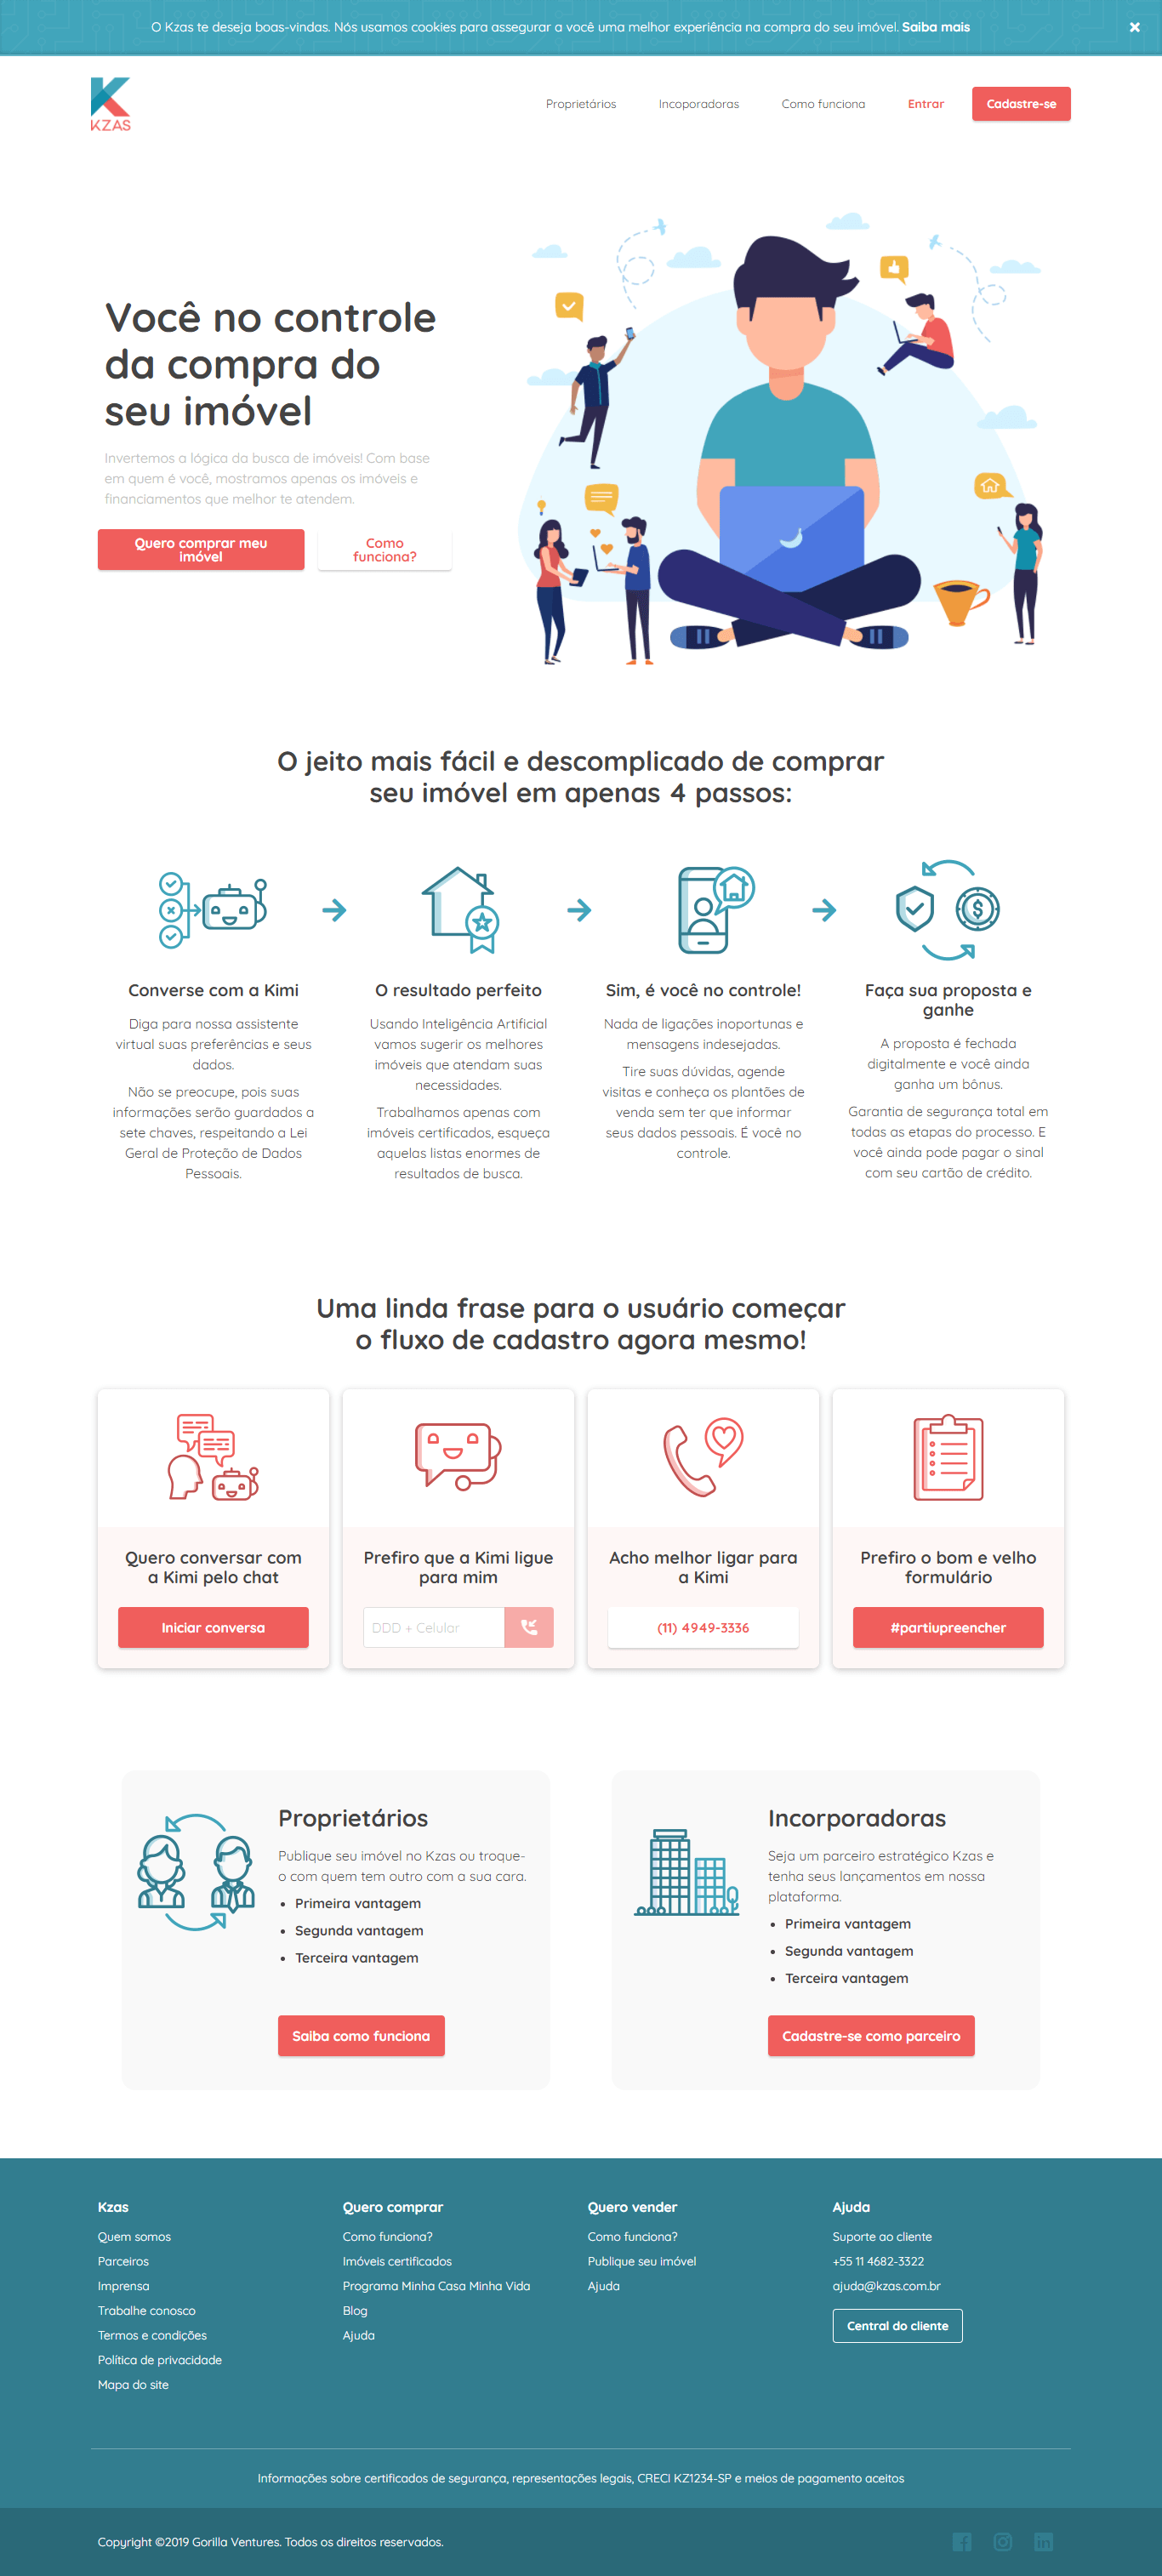 O Kzas te deseja boas-vindas. Nós usamos cookies para assegurar a você uma melhor experiência na compra do seu imóvel. Saiba mais
KZAS
Proprietários
Incoporadoras
Como funciona
Entrar
Cadastre-se
Você no controle
da compra do
seu imóvel
Invertemos a lógica da busca de imóveis! Com base
em quem é você, mostramos apenas os imóveis e
financiamentos que melhor te atendem.
Quero comprar meu
imóvel
Como
funciona?
O jeito mais fácil e descomplicado de comprar
seu imóvel em apenas 4 passos:
Converse com a Kimi
Diga para nossa assistente
virtual suas preferências e seus
dados.
Não se preocupe, pois suas
informações serão guardados a
sete chaves, respeitando a Lei
Geral de Proteção de Dados
Pessoais.
O resultado perfeito
Usando Inteligência Artificial
vamos sugerir os melhores
imóveis que atendam suas
necessidades.
Trabalhamos apenas com
imóveis certificados, esqueça
aquelas listas enormes de
resultados de busca.
Sim, é você no controle!
Nada de ligações inoportunas e
mensagens indesejadas.
Tire suas dúvidas, agende
visitas e conheça os plantões de
venda sem ter que informar
seus dados pessoais. É você no
controle.
Faça sua proposta e
ganhe
A proposta é fechada
digitalmente e você ainda
ganha um bônus.
Garantia de segurança total em
todas as etapas do processo. E
você ainda pode pagar o sinal
com seu cartão de crédito.
Uma linda frase para o usuário começar
o fluxo de cadastro agora mesmo!
Quero conversar com
a Kimi pelo chat
Iniciar conversa
Prefiro que a Kimi ligue
para mim
DDD + Celular
Acho melhor ligar para
a Kimi
(11) 4949-3336
Prefiro o bom e velho
formulário
#partiupreencher
Proprietários
Publique seu imóvel no Kzas ou troque-
o com quem tem outro com a sua cara.
• Primeira vantagem
• Segunda vantagem
• Terceira vantagem
Saiba como funciona
Incorporadoras
Seja um parceiro estratégico Kzas e
tenha seus lançamentos em nossa
plataforma.
• Primeira vantagem
• Segunda vantagem
• Terceira vantagem
Cadastre-se como parceiro
Kzas
Quem somos
Parceiros
Imprensa
Trabalhe conosco
Termos e condições
Política de privacidade
Mapa do site
Quero comprar
Como funciona?
Imóveis certificados
Programa Minha Casa Minha Vida
Blog
Ajuda
Quero vender
Como funciona?
Publique seu imóvel
Ajuda
Ajuda
Suporte ao cliente
+55 11 4682-3322
ajuda@kzas.com.br
Central do cliente
Informações sobre certificados de segurança, representações legais, CRECI KZ1234-SP e meios de pagamento aceitos
Copyright ©2019 Gorilla Ventures. Todos os direitos reservados.